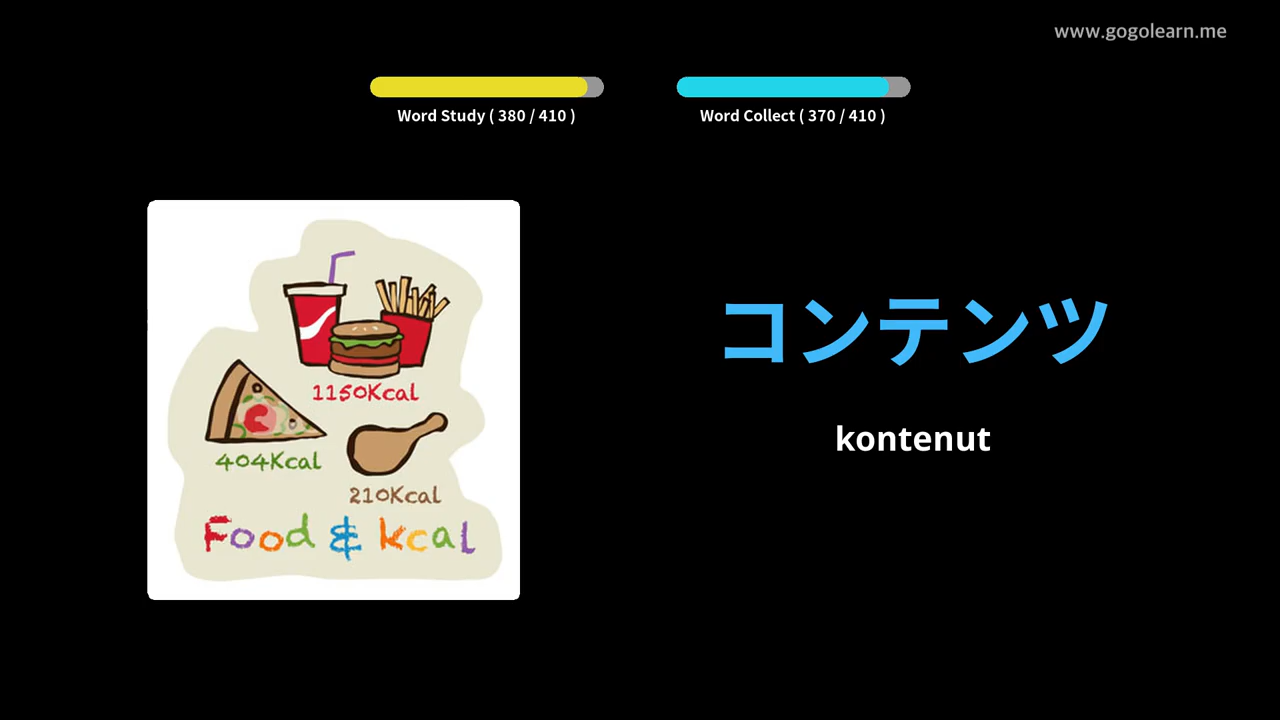 www.gogolearn.me
Word Study ( 380 / 410 )
Word Collect ( 370 / 410 )
1150Kcal
404Kcal
210Kcal
Food & kcal
コンテンツ
kontenut